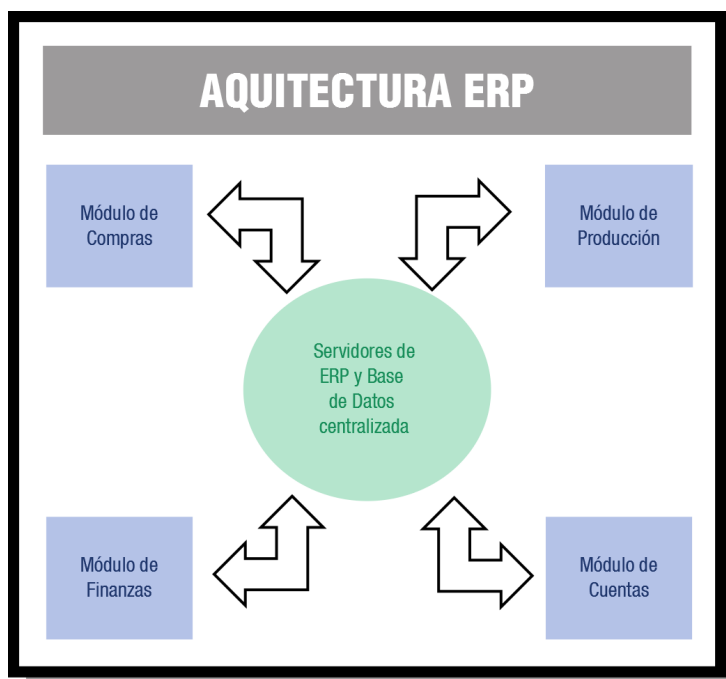 AQUITECTURA ERP
Módulo de
Compras
Módulo de
Producción
Servidores de
ERP y Base
de Datos
centralizada
Módulo de
Finanzas
Módulo de
Cuentas